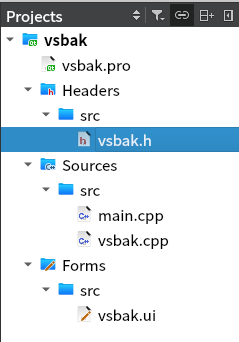 Projects
vsbak
vsbak.pro
Headers
src
vsbak.h
Sources
src
main.cpp
vsbak.cpp
Forms
src
vsbak.ui